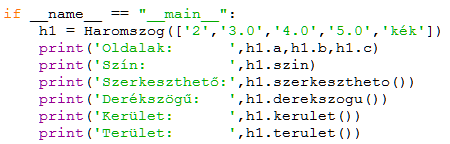 if __name__ == "__main__":
    h1 = Haromszog(['2','3.0','4.0','5.0','kék'])
    print('Oldalak:       ',h1.a,h1.b,h1.c)
    print('Szín:          ',h1.szin)
    print('Szerkeszthető:',h1.szerkesztheto())
    print('Derékszögű:    ',h1.derekszogu())
    print('Kerület:       ',h1.kerulet())
    print('Terület:       ',h1.terulet())